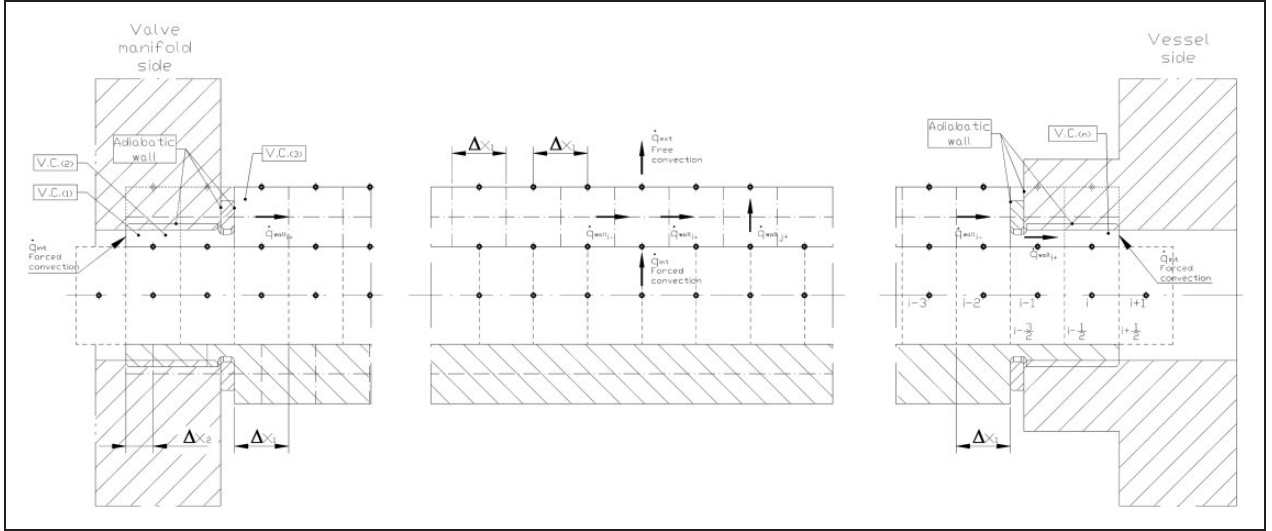 Valve
manifold
side
Adiabatic
wall
V.C.(2)
V.C.(1)
V.C.(3)
q̇wall i+
q̇int
Forced
convection
Δx₂
Δx₁
Δx₁
Δx₁
q̇ext
Free
convection
q̇wall i-
q̇wall i+
q̇wall j+
q̇int
Forced
convection
Vessel
side
Adiabatic
wall
V.C.(n)
q̇wall i-
q̇wall i+
q̇int
Forced
convection
i-3
i-2
i-1
i
i+1
i-3/2
i-1/2
i+1/2
Δx₁